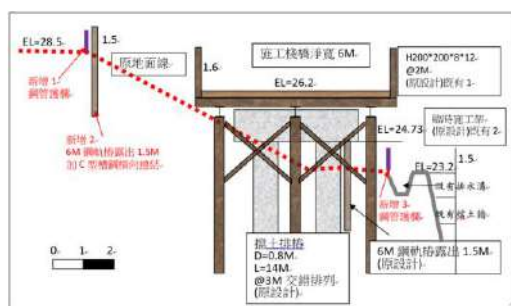 EL=28.5
1.5
原地面線
新增 1
鋼管護欄
新增 2
6M 鋼軌樁露出 1.5M
加 C 型槽鋼橫向連結
1.6
施工棧橋淨寬 6M
EL=26.2
H200*200*8*12
@2M
(原設計)既有 1
臨時施工架
(原設計)既有 2
EL=24.73
EL=23.2
1.5
既有排水溝
既有擋土牆
新增 3
鋼管護欄
擋土排樁
D=0.8M
L=14M
@3M 交錯排列
(原設計)
6M 鋼軌樁露出 1.5M
(原設計)
0 1 2